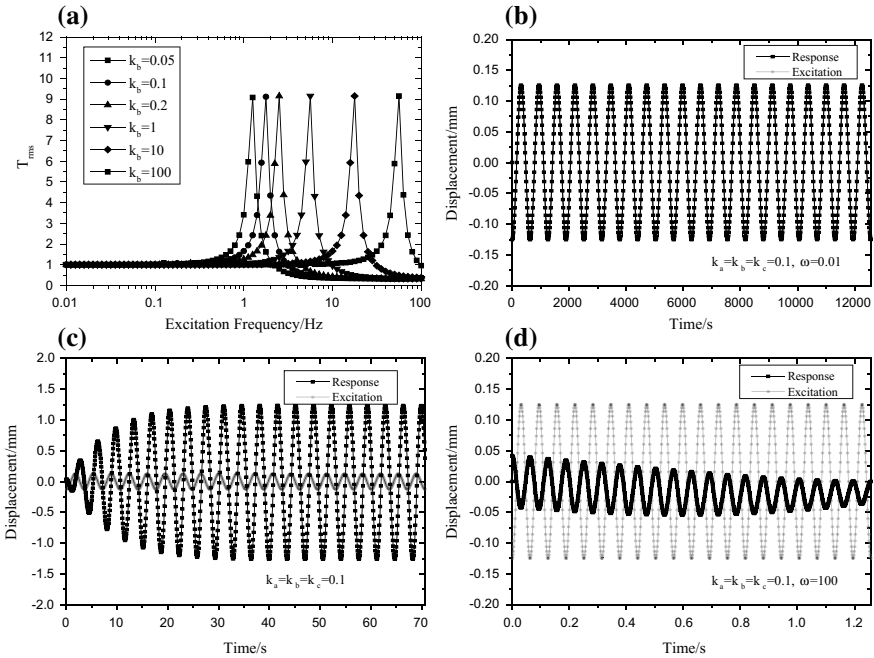 (a)
12
11
10
9
8
7
6
5
4
3
2
1
0
T_rms
k_b=0.05
k_b=0.1
k_b=0.2
k_b=1
k_b=10
k_b=100
0.01 0.1 1 10 100
Excitation Frequency/Hz
(b)
0.20
0.15
0.10
0.05
0.00
-0.05
-0.10
-0.15
-0.20
Displacement/mm
Response
Excitation
k_a=k_b=k_c=0.1, ω=0.01
0 2000 4000 6000 8000 10000 12000
Time/s
(c)
2.0
1.5
1.0
0.5
0.0
-0.5
-1.0
-1.5
-2.0
Displacement/mm
Response
Excitation
k_a=k_b=k_c=0.1
0 10 20 30 40 50 60 70
Time/s
(d)
0.20
0.15
0.10
0.05
0.00
-0.05
-0.10
-0.15
-0.20
Displacement/mm
Response
Excitation
k_a=k_b=k_c=0.1, ω=100
0.0 0.2 0.4 0.6 0.8 1.0 1.2
Time/s